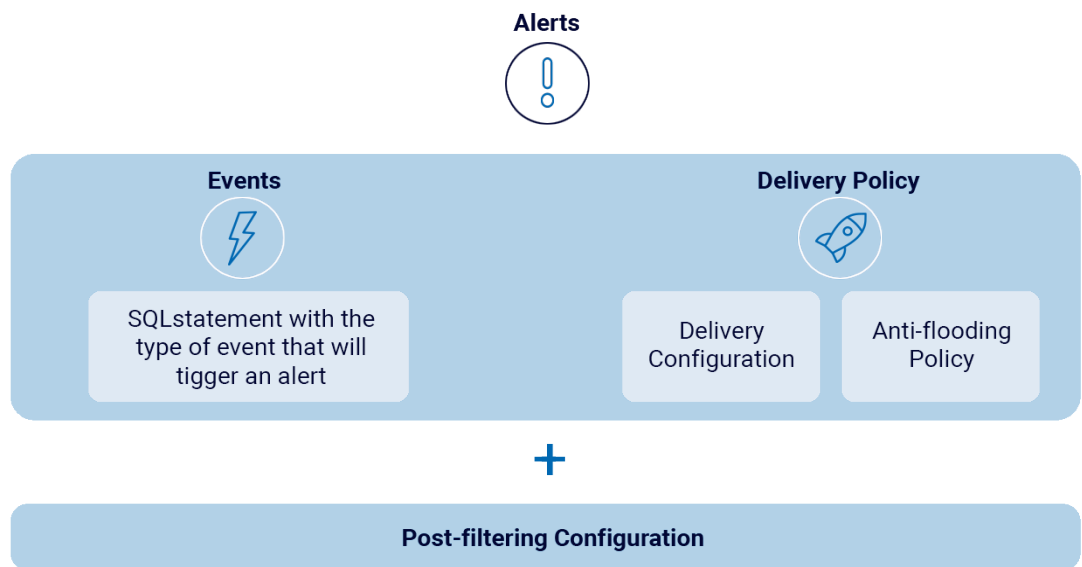 Alerts
Events
SQLstatement with the
type of event that will
tigger an alert
Delivery Policy
Delivery
Configuration
Anti-flooding
Policy
Post-filtering Configuration